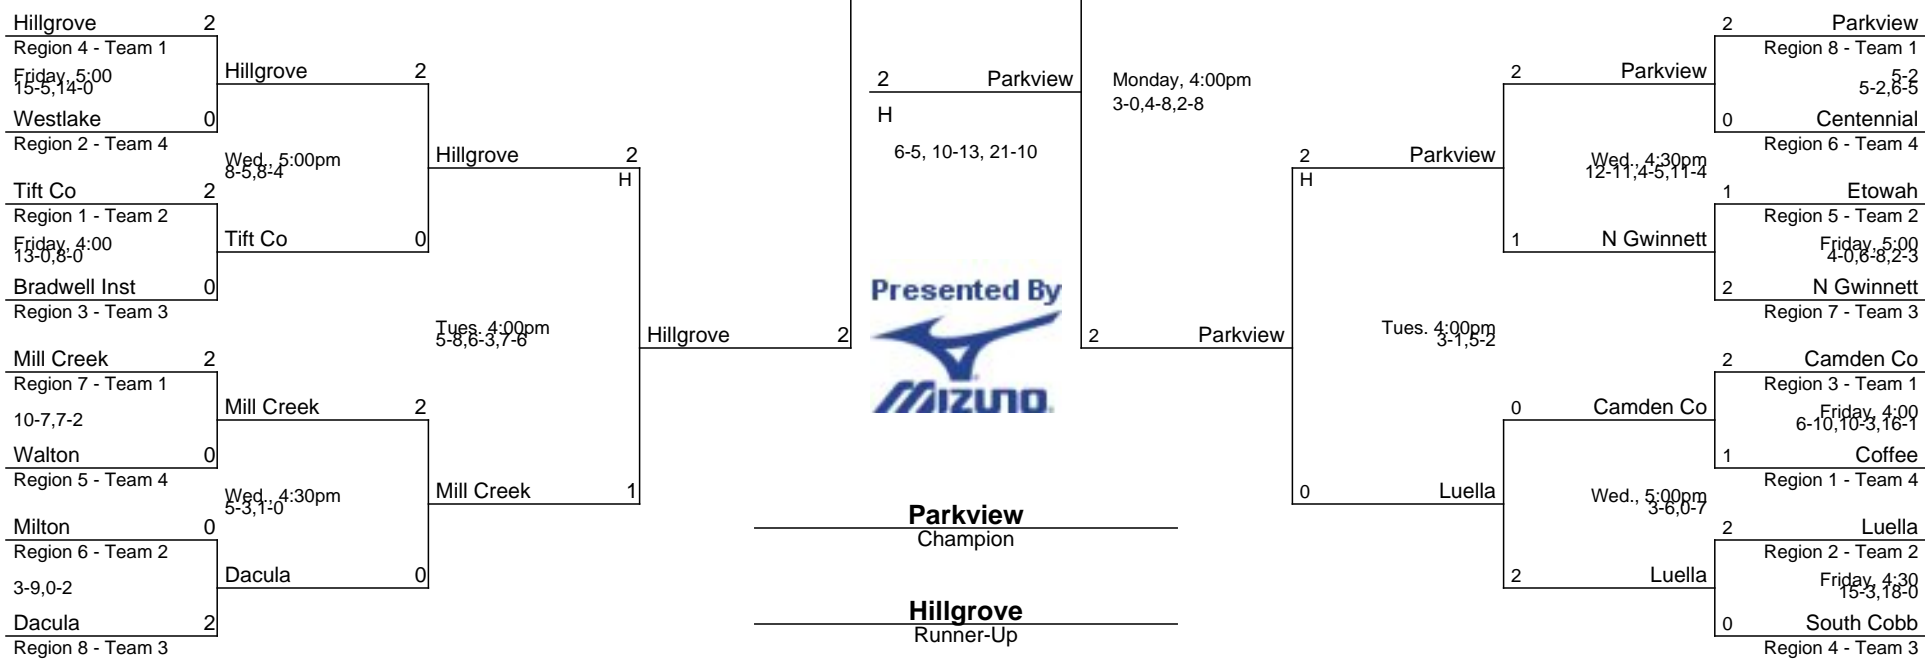 Hillgrove 2
Region 4 - Team 1
Friday, 5:00
15-5,14-0
Westlake 0
Region 2 - Team 4
Tift Co 2
Region 1 - Team 2
Friday, 4:00
13-0,8-0
Bradwell Inst 0
Region 3 - Team 3
Mill Creek 2
Region 7 - Team 1
10-7,7-2
Walton 0
Region 5 - Team 4
Milton 0
Region 6 - Team 2
3-9,0-2
Dacula 2
Region 8 - Team 3
Hillgrove 2
Wed., 5:00pm
8-5,8-4
Tift Co 0
Mill Creek 2
Wed., 4:30pm
5-3,1-0
Dacula 0
Hillgrove 2
H
Tues. 4:00pm
5-8,6-3,7-6
Mill Creek 1
Hillgrove 2
2 Parkview
H
6-5, 10-13, 21-10
Presented By
MIZUNO
Parkview
Champion
Hillgrove
Runner-Up
Monday, 4:00pm
3-0,4-8,2-8
2 Parkview
2 Parkview
H
Tues. 4:00pm
3-1,5-2
0 Luella
2 Parkview
Wed., 4:30pm
12-11,4-5,11-4
1 N Gwinnett
0 Camden Co
Wed., 5:00pm
3-6,0-7
2 Luella
2 Parkview
Region 8 - Team 1
5-2
5-2,6-5
0 Centennial
Region 6 - Team 4
1 Etowah
Region 5 - Team 2
Friday, 5:00
4-0,6-8,2-3
2 N Gwinnett
Region 7 - Team 3
2 Camden Co
Region 3 - Team 1
Friday, 4:00
6-10,10-3,16-1
1 Coffee
Region 1 - Team 4
2 Luella
Region 2 - Team 2
Friday, 4:30
15-3,18-0
0 South Cobb
Region 4 - Team 3